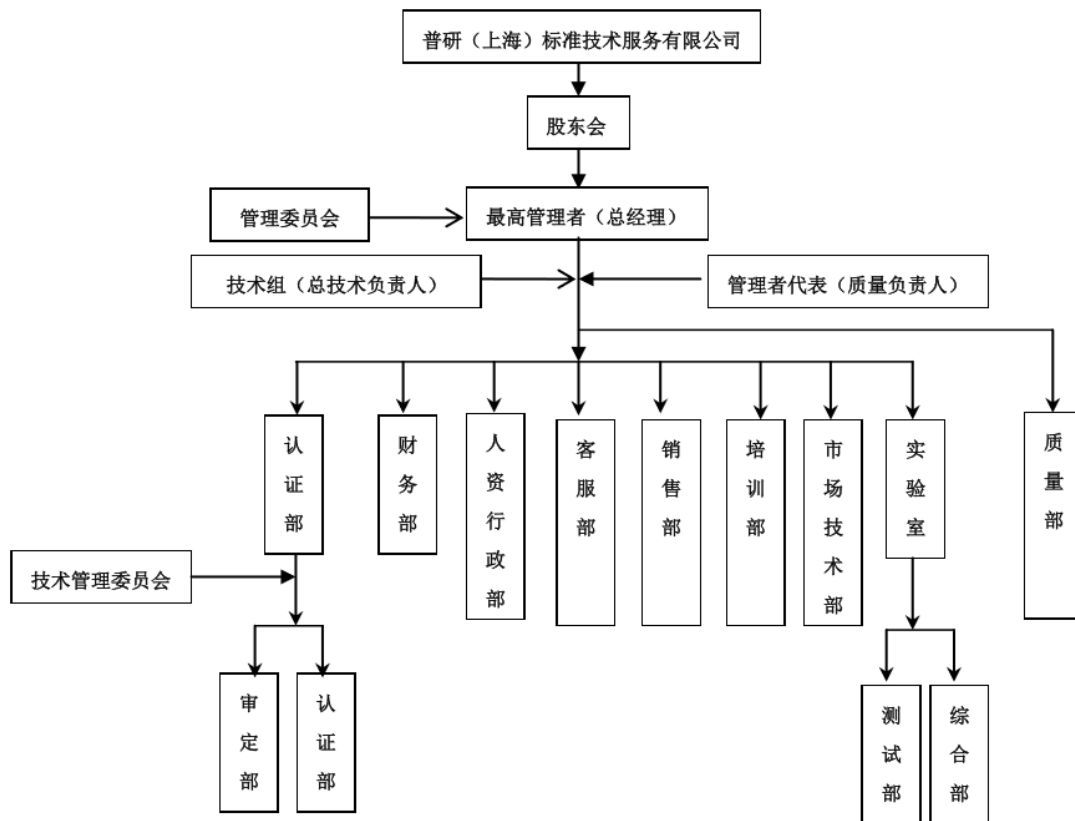 普研（上海）标准技术服务有限公司
股东会
管理委员会
最高管理者（总经理）
技术组（总技术负责人）
管理者代表（质量负责人）
认证部
财务部
人资行政部
客服部
销售部
培训部
市场技术部
实验室
质量部
技术管理委员会
审定部
认证部
测试部
综合部